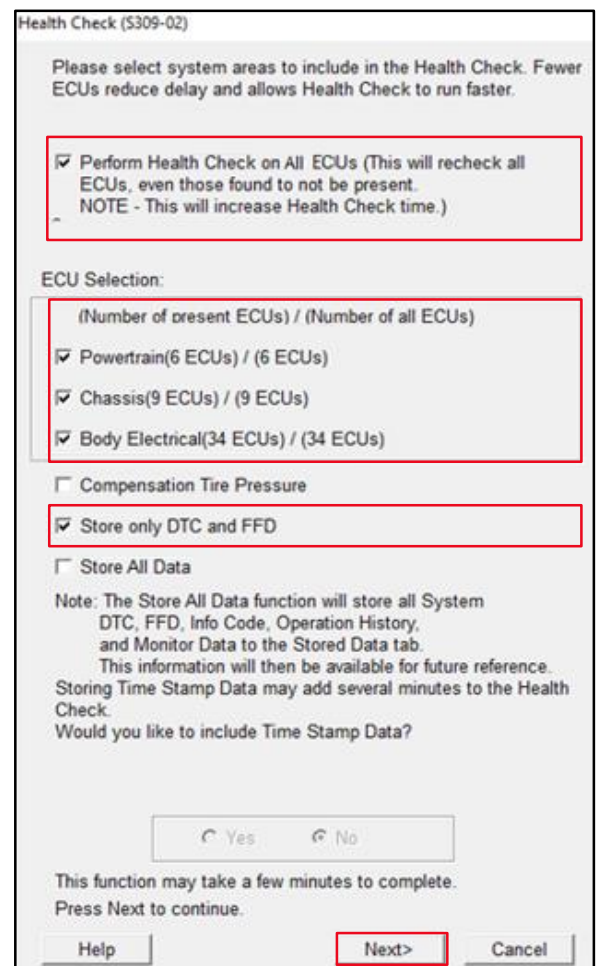 Health Check (S309-02)
Please select system areas to include in the Health Check. Fewer
ECUs reduce delay and allows Health Check to run faster.
Perform Health Check on All ECUs (This will recheck all
ECUs, even those found to not be present.
NOTE - This will increase Health Check time.)
ECU Selection:
(Number of present ECUs) / (Number of all ECUs)
Powertrain(6 ECUs) / (6 ECUs)
Chassis(9 ECUs) / (9 ECUs)
Body Electrical(34 ECUs) / (34 ECUs)
Compensation Tire Pressure
Store only DTC and FFD
Store All Data
Note: The Store All Data function will store all System
DTC, FFD, Info Code, Operation History,
and Monitor Data to the Stored Data tab.
This information will then be available for future reference.
Storing Time Stamp Data may add several minutes to the Health
Check.
Would you like to include Time Stamp Data?
Yes No
This function may take a few minutes to complete.
Press Next to continue.
Help Next> Cancel